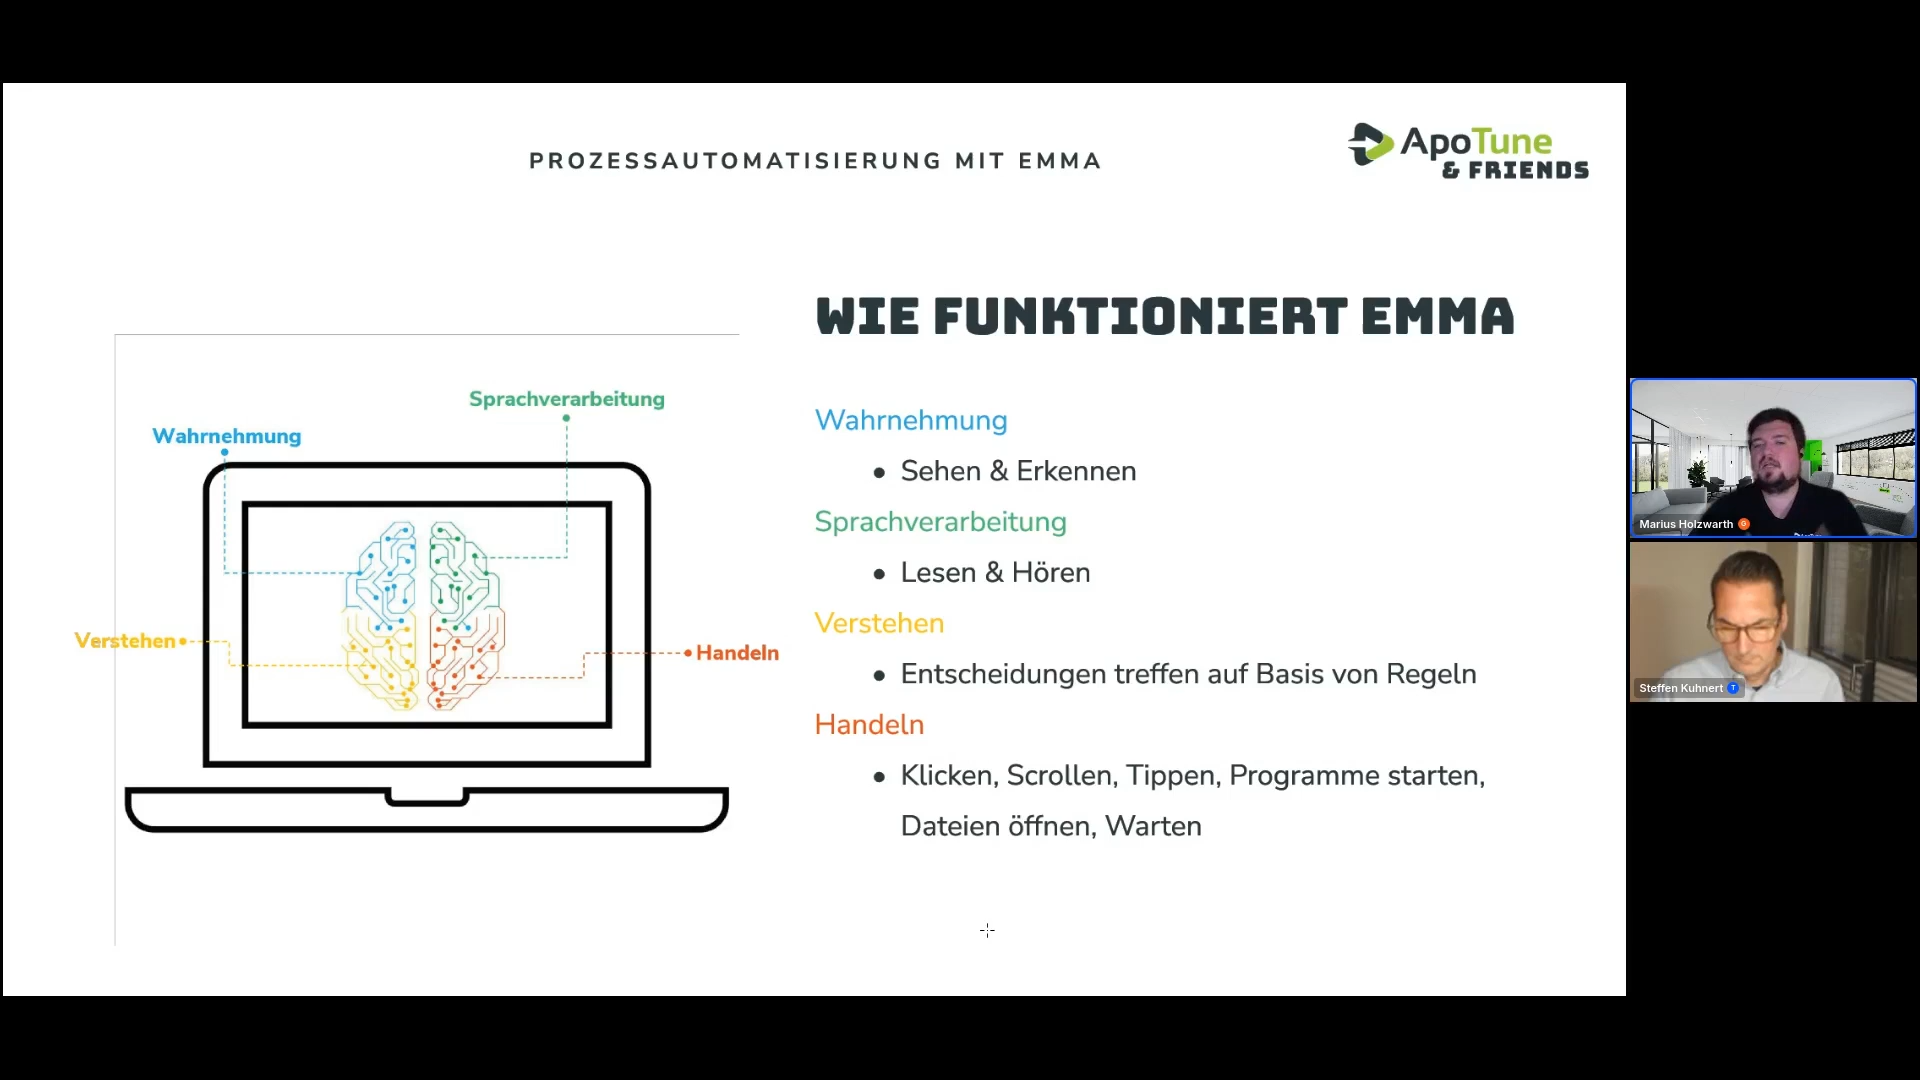 PROZESSAUTOMATISIERUNG MIT EMMA
ApoTune
& FRIENDS
WIE FUNKTIONIERT EMMA
Sprachverarbeitung
Wahrnehmung
Verstehen
Handeln
Wahrnehmung
• Sehen & Erkennen
Sprachverarbeitung
• Lesen & Hören
Verstehen
• Entscheidungen treffen auf Basis von Regeln
Handeln
• Klicken, Scrollen, Tippen, Programme starten,
Dateien öffnen, Warten
Marius Holzwarth
Steffen Kuhnert